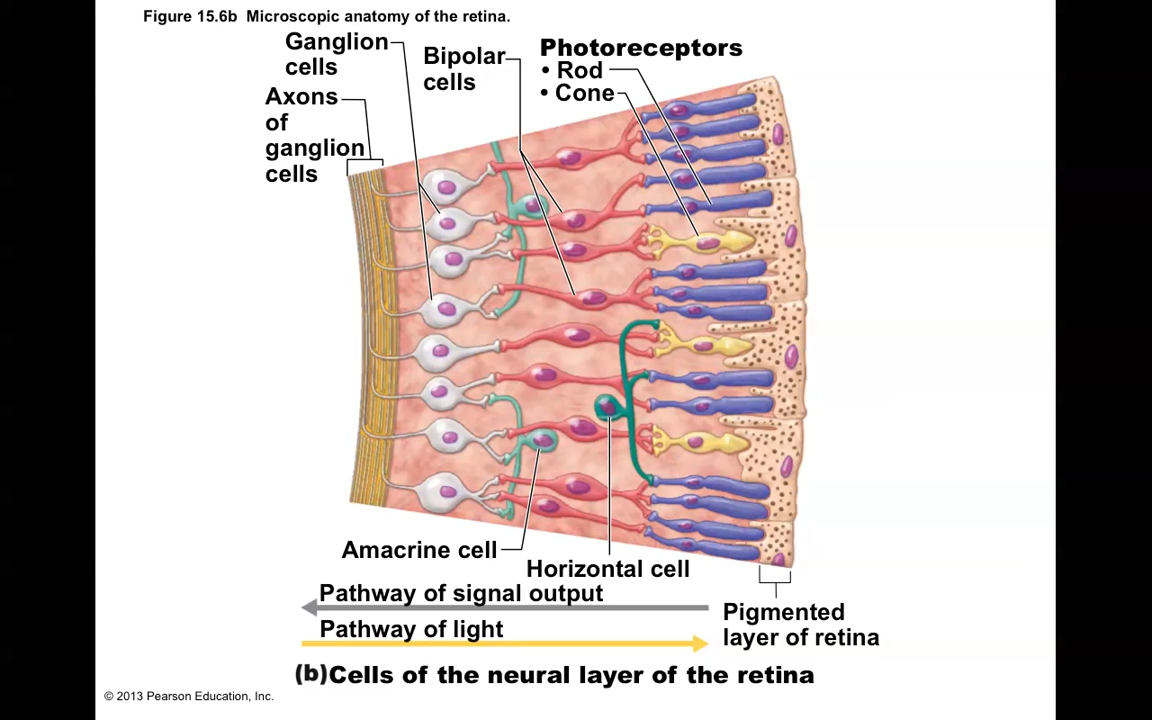 Figure 15.6b Microscopic anatomy of the retina.
Ganglion
cells
Bipolar
cells
Photoreceptors
• Rod
• Cone
Axons
of
ganglion
cells
Amacrine cell
Horizontal cell
Pathway of signal output
Pathway of light
Pigmented
layer of retina
(b)Cells of the neural layer of the retina
© 2013 Pearson Education, Inc.